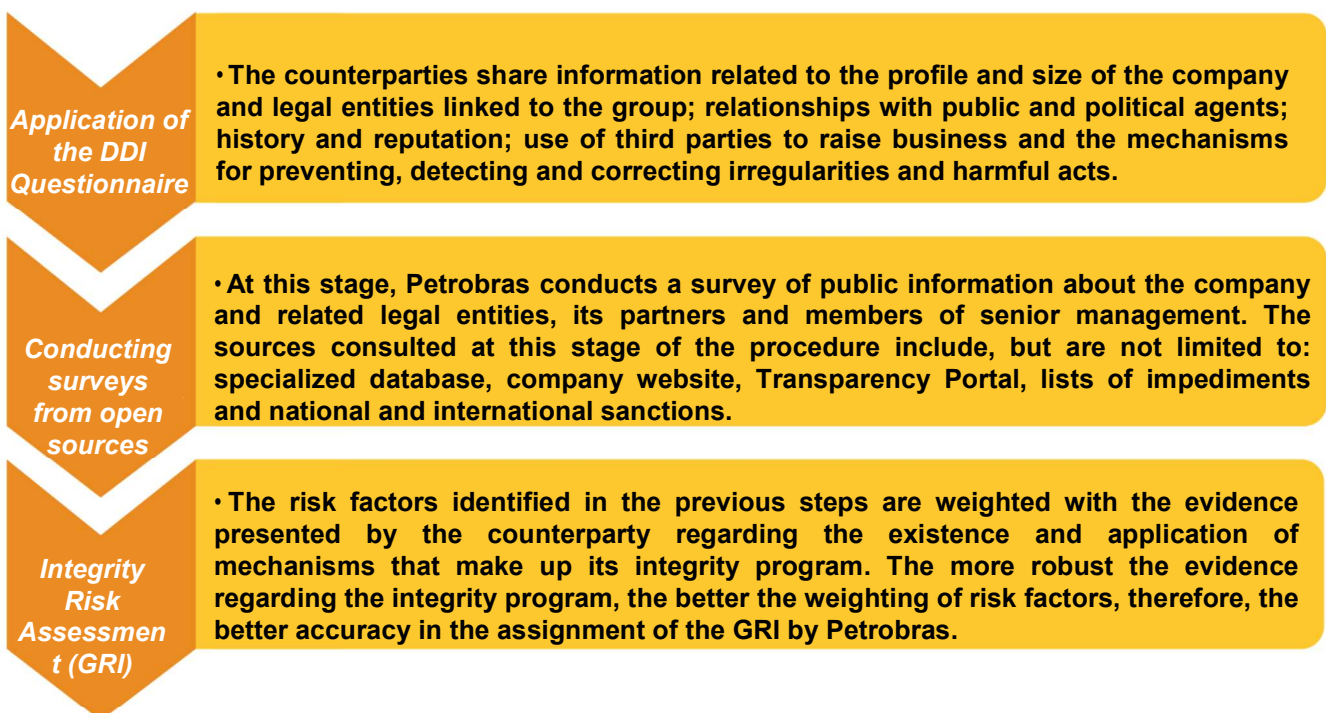 Application of
the DDI
Questionnaire
• The counterparties share information related to the profile and size of the company
and legal entities linked to the group; relationships with public and political agents;
history and reputation; use of third parties to raise business and the mechanisms
for preventing, detecting and correcting irregularities and harmful acts.
Conducting
surveys
from open
sources
• At this stage, Petrobras conducts a survey of public information about the company
and related legal entities, its partners and members of senior management. The
sources consulted at this stage of the procedure include, but are not limited to:
specialized database, company website, Transparency Portal, lists of impediments
and national and international sanctions.
Integrity
Risk
Assessmen
t (GRI)
• The risk factors identified in the previous steps are weighted with the evidence
presented by the counterparty regarding the existence and application of
mechanisms that make up its integrity program. The more robust the evidence
regarding the integrity program, the better the weighting of risk factors, therefore, the
better accuracy in the assignment of the GRI by Petrobras.